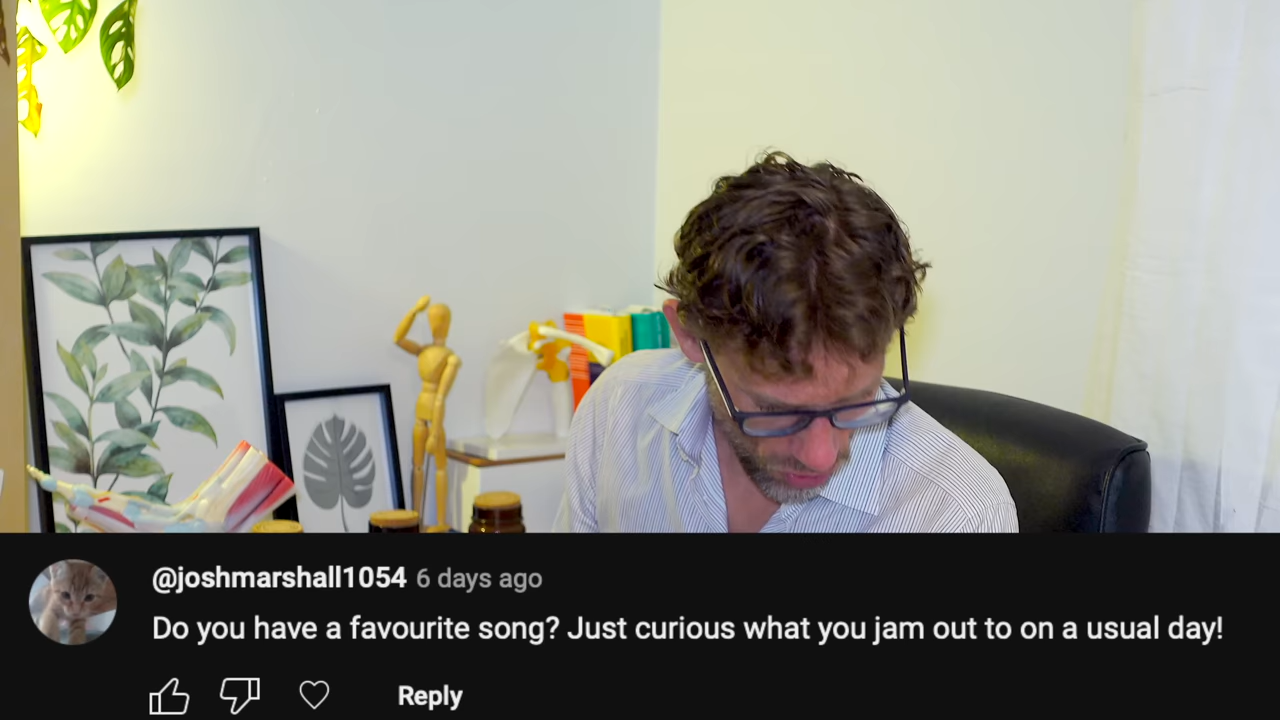 @joshmarshall1054 6 days ago
Do you have a favourite song? Just curious what you jam out to on a usual day!
Reply